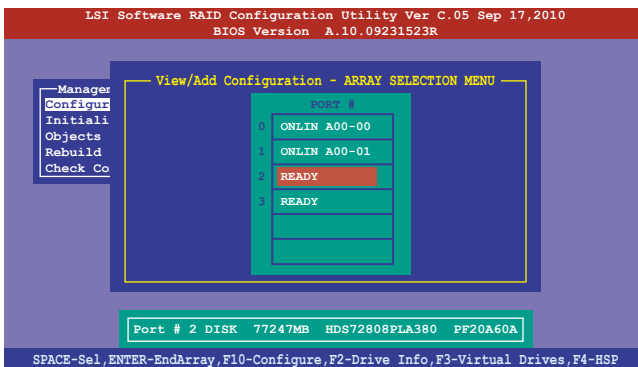 LSI Software RAID Configuration Utility Ver C.05 Sep 17,2010
BIOS Version A.10.09231523R
View/Add Configuration - ARRAY SELECTION MENU
Managem
Configur
Initiali
Objects
Rebuild
Check Co
PORT #
0 ONLIN A00-00
1 ONLIN A00-01
2 READY
3 READY
Port # 2 DISK 77247MB HDS72808PLA380 PF20A60A
SPACE-Sel,ENTER-EndArray,F10-Configure,F2-Drive Info,F3-Virtual Drives,F4-HSP